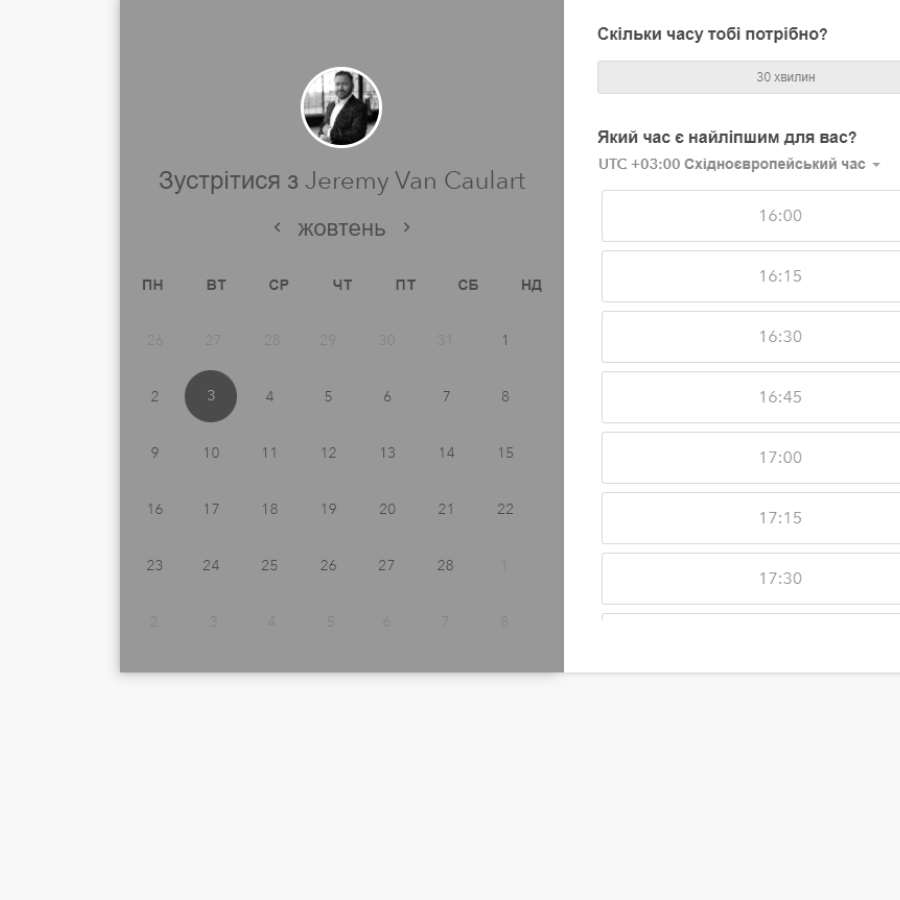 Зустрітися з Jeremy Van Caulart
жовтень
ПН ВТ СР ЧТ ПТ СБ НД
26 27 28 29 30 31 1
2 3 4 5 6 7 8
9 10 11 12 13 14 15
16 17 18 19 20 21 22
23 24 25 26 27 28 1
2 3 4 5 6 7 8
Скільки часу тобі потрібно?
30 хвилин
Який час є найліпшим для вас?
UTC +03:00 Східноєвропейський час
16:00
16:15
16:30
16:45
17:00
17:15
17:30